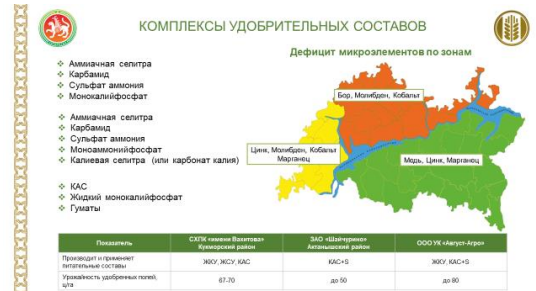 КОМПЛЕКСЫ УДОБРИТЕЛЬНЫХ СОСТАВОВ
Дефицит микроэлементов по зонам
Аммиачная селитра
Карбамид
Сульфат аммония
Монокалийфосфат
Аммиачная селитра
Карбамид
Сульфат аммония
Моноаммонийфосфат
Калиевая селитра (или карбонат калия)
КАС
Жидкий монокалийфосфат
Гуматы
Бор, Молибден, Кобальт
Цинк, Молибден, Кобальт
Марганец
Медь, Цинк, Марганец
Показатель
СХПК «имени Вахитова»
Кукморский район
ЗАО «Шайчурино»
Актанышский район
ООО УК «Август-Агро»
Производит и применяет
питательные составы
ЖКУ, ЖСУ, КАС
КАС+S
ЖКУ, КАС+S
Урожайность удобренных полей,
ц/га
67-70
до 50
до 80